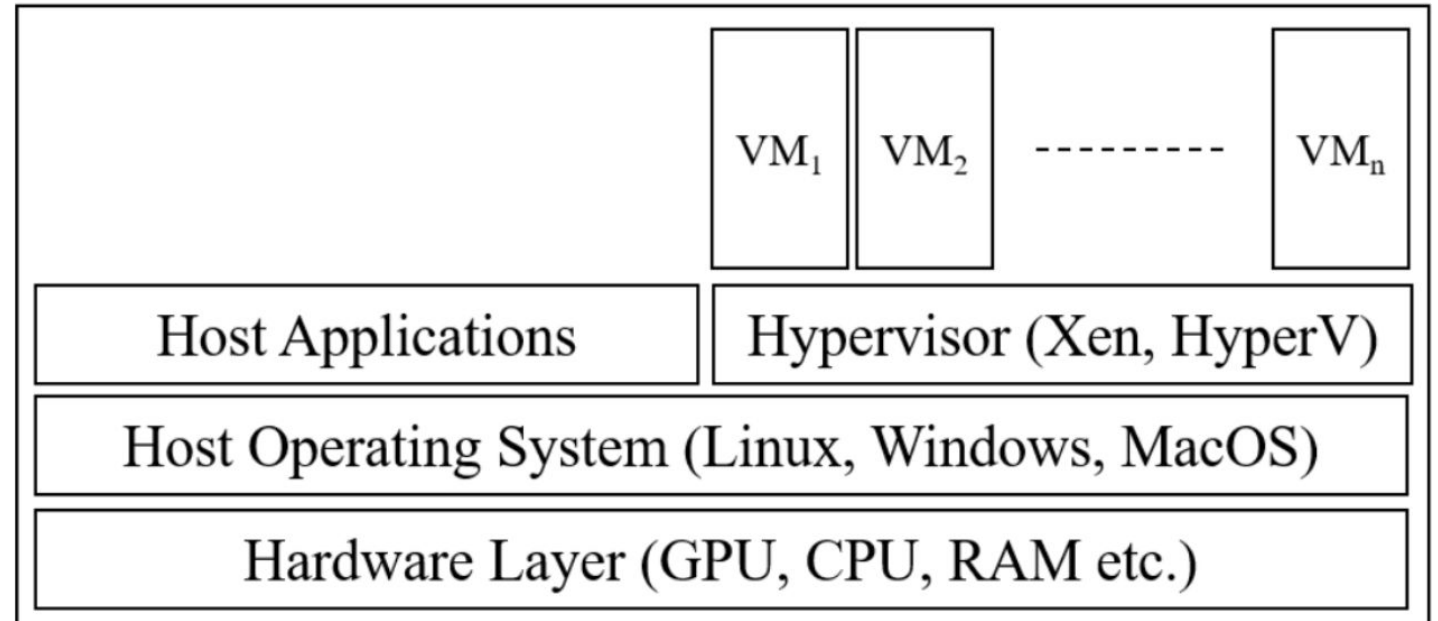 VM₁ VM₂ --------- VMₙ
Host Applications
Hypervisor (Xen, HyperV)
Host Operating System (Linux, Windows, MacOS)
Hardware Layer (GPU, CPU, RAM etc.)